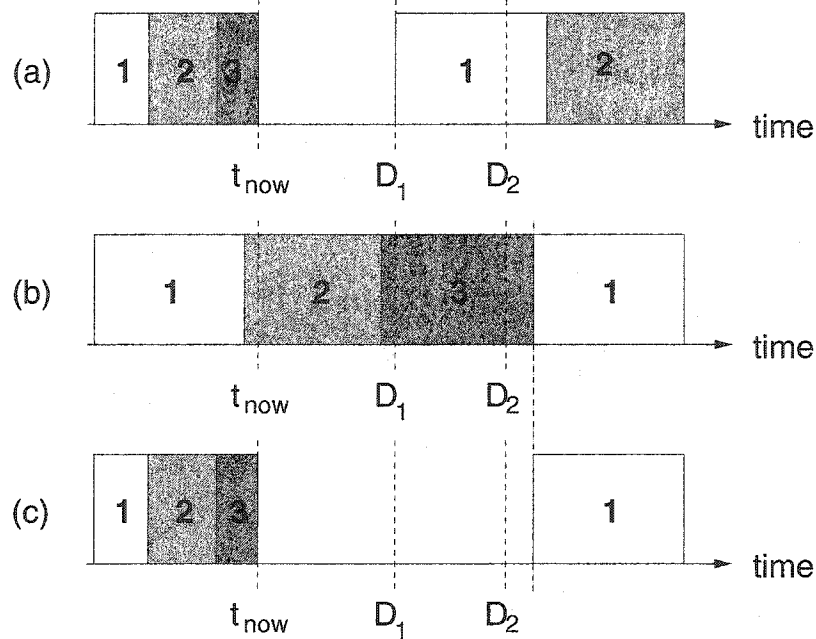 (a) 1 2 3 1 2
time
t_now D_1 D_2
(b) 1 2 3 1
time
t_now D_1 D_2
(c) 1 2 3 1
time
t_now D_1 D_2